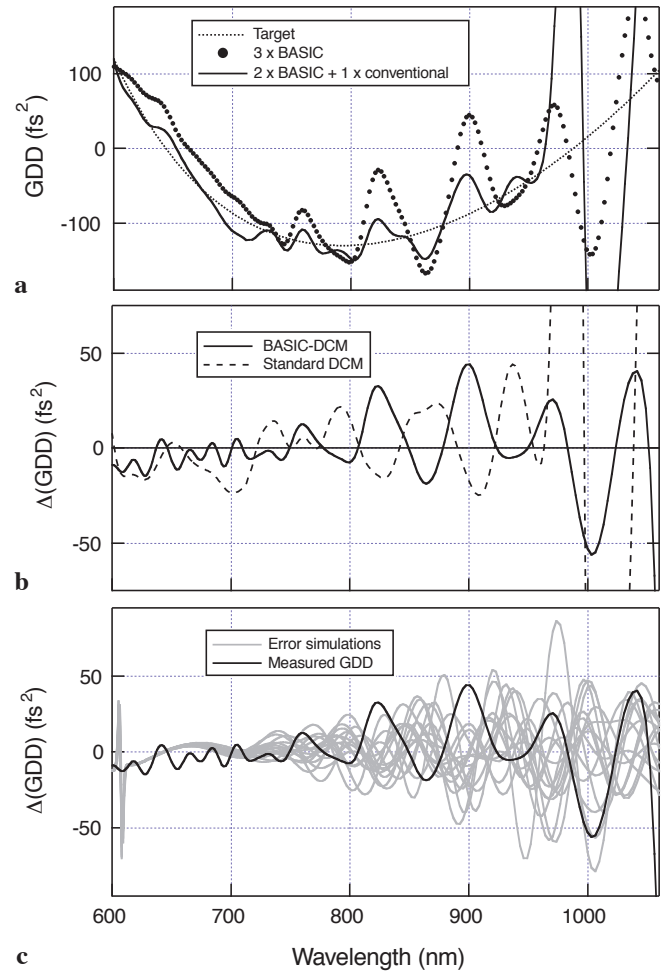 Target
3 x BASIC
2 x BASIC + 1 x conventional
100
0
-100
GDD (fs²)
a
BASIC-DCM
Standard DCM
50
0
-50
Δ(GDD) (fs²)
b
Error simulations
Measured GDD
50
0
-50
Δ(GDD) (fs²)
600
700
800
900
1000
c
Wavelength (nm)